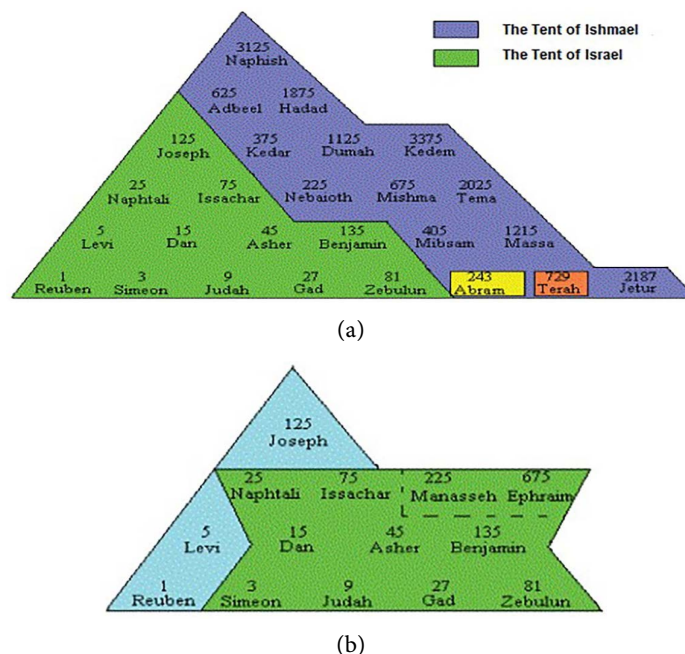 The Tent of Ishmael
The Tent of Israel
3125
Naphish
625 1875
Adbeel Hadad
125 375 1125 3375
Joseph Kedar Dumah Kedem
25 75 225 675 2025
Naphtali Issachar Nebaioth Mishma Tema
5 15 45 135 405 1215
Levi Dan Asher Benjamin Mibsam Massa
1 3 9 27 81 243 729 2187
Reuben Simeon Judah Gad Zebulun Abram Terah Jetur
(a)
125
Joseph
25 75 225 675
Naphtali Issachar Manasseh Ephraim
5 15 45 135
Levi Dan Asher Benjamin
1 3 9 27 81
Reuben Simeon Judah Gad Zebulun
(b)